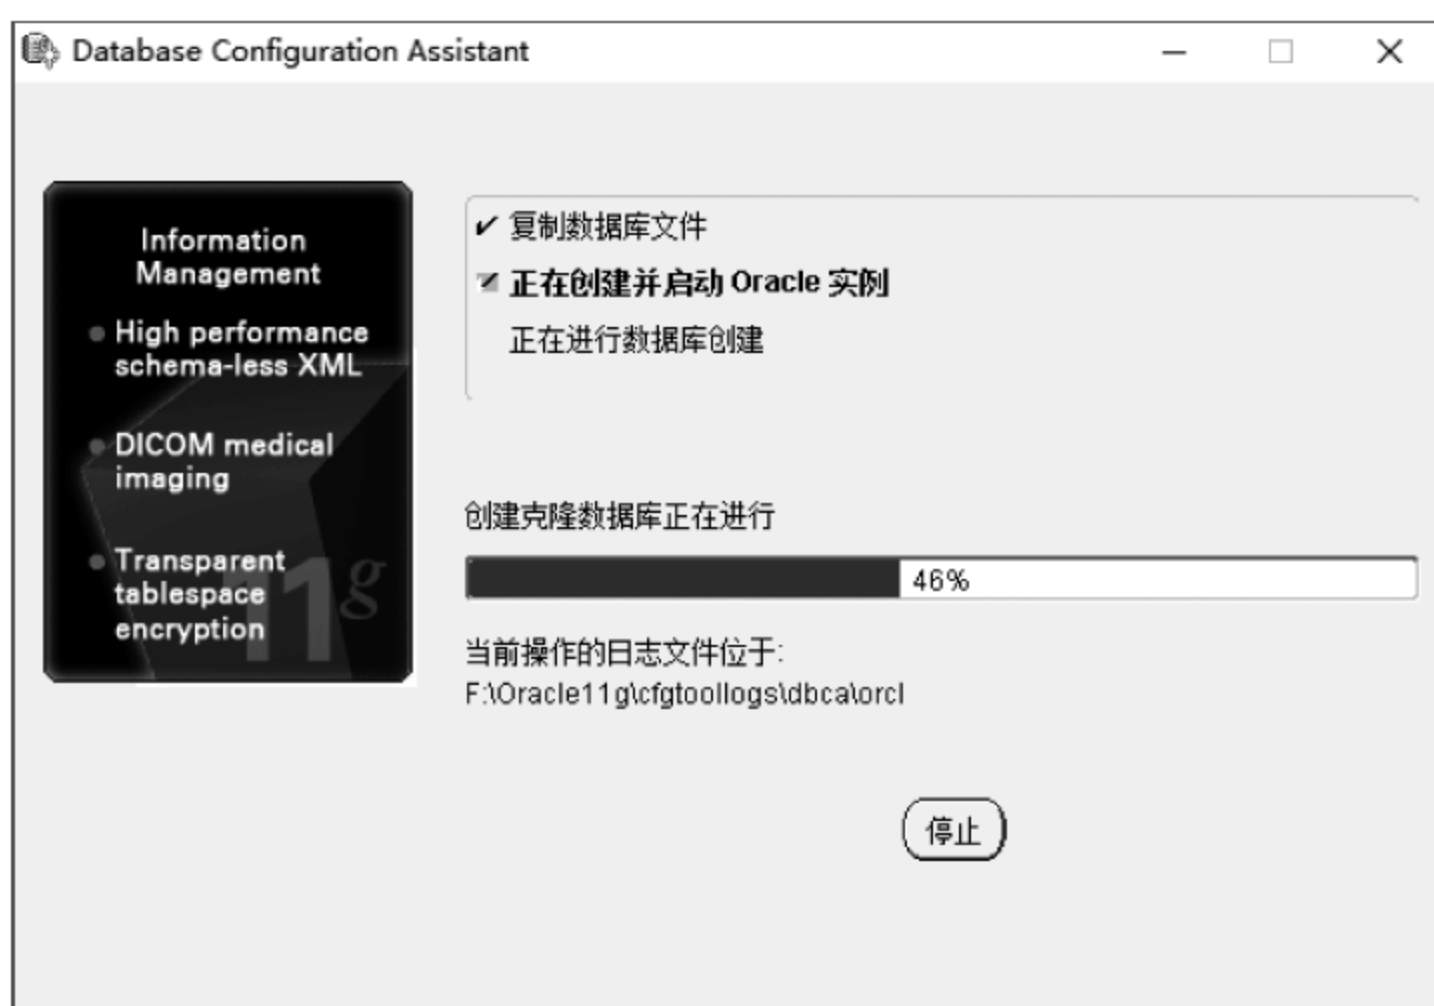 Database Configuration Assistant
Information
Management
High performance
schema-less XML
DICOM medical
imaging
Transparent
tablespace
encryption
11g
复制数据库文件
正在创建并启动 Oracle 实例
正在进行数据库创建
创建克隆数据库正在进行
46%
当前操作的日志文件位于:
F:\Oracle11g\cfgtoollogs\dbca\orcl
停止